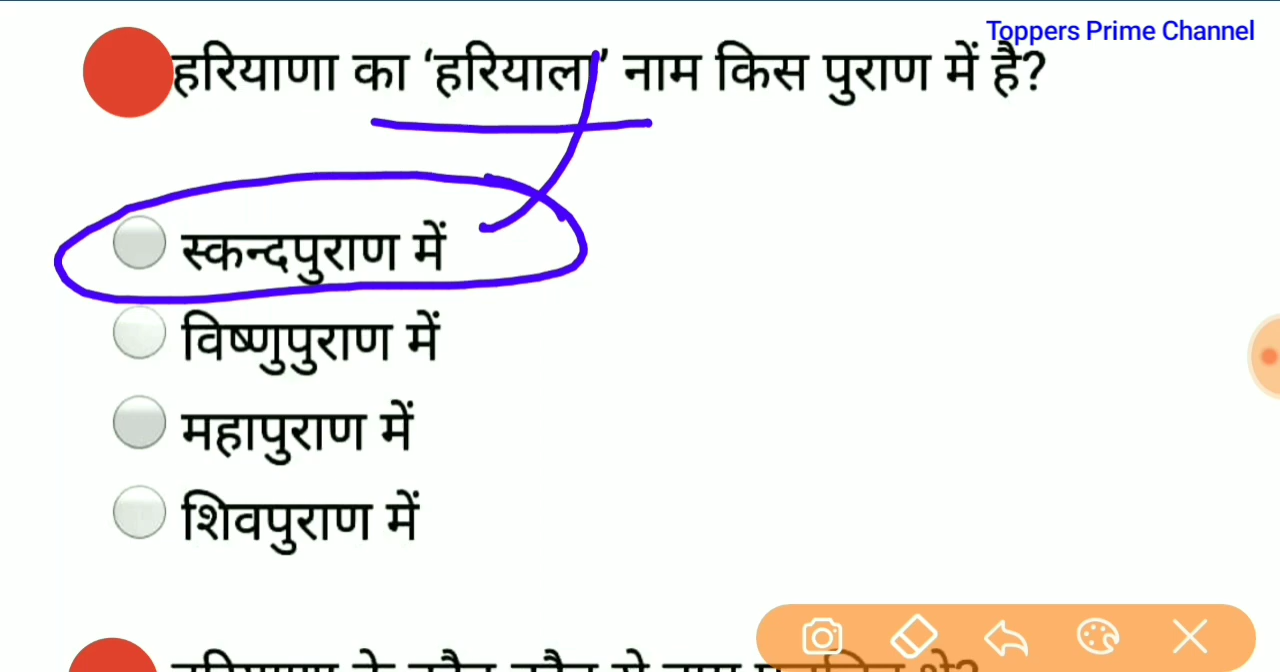 Toppers Prime Channel
हरियाणा का ‘हरियाला’ नाम किस पुराण में है?
स्कन्दपुराण में
विष्णुपुराण में
महापुराण में
शिवपुराण में